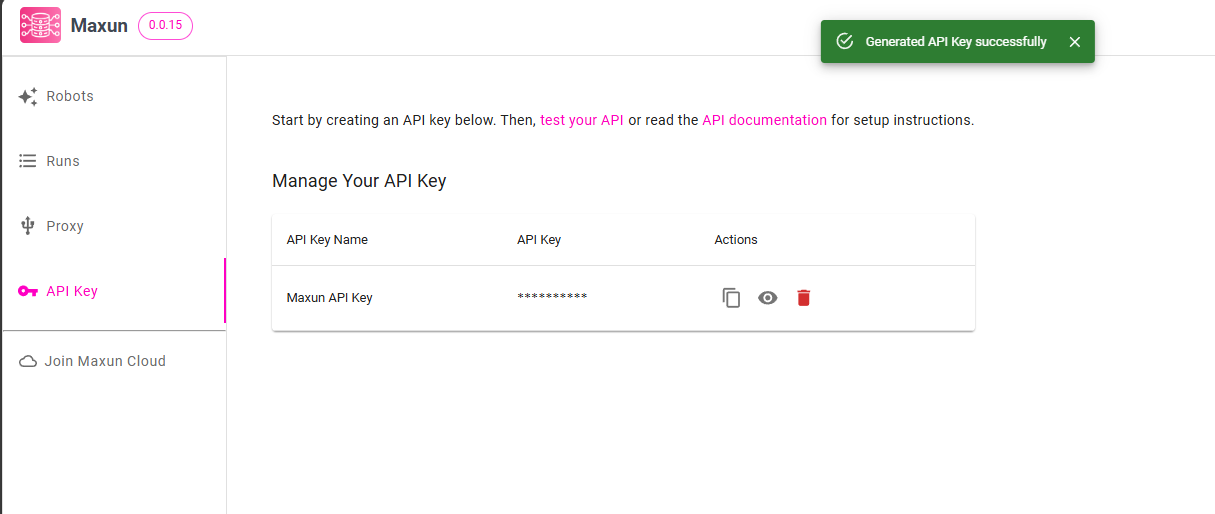 Maxun 0.0.15
Generated API Key successfully
Robots
Runs
Proxy
API Key
Join Maxun Cloud
Start by creating an API key below. Then, test your API or read the API documentation for setup instructions.
Manage Your API Key
API Key Name API Key Actions
Maxun API Key **********